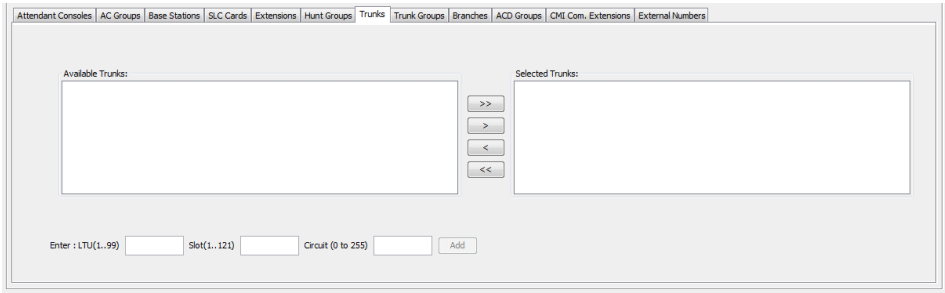 Attendant Consoles AC Groups Base Stations SLC Cards Extensions Hunt Groups Trunks Trunk Groups Branches ACD Groups CMI Com. Extensions External Numbers
Available Trunks: Selected Trunks:
>>
>
<
<<
Enter : LTU(1..99) Slot(1..121) Circuit (0 to 255) Add